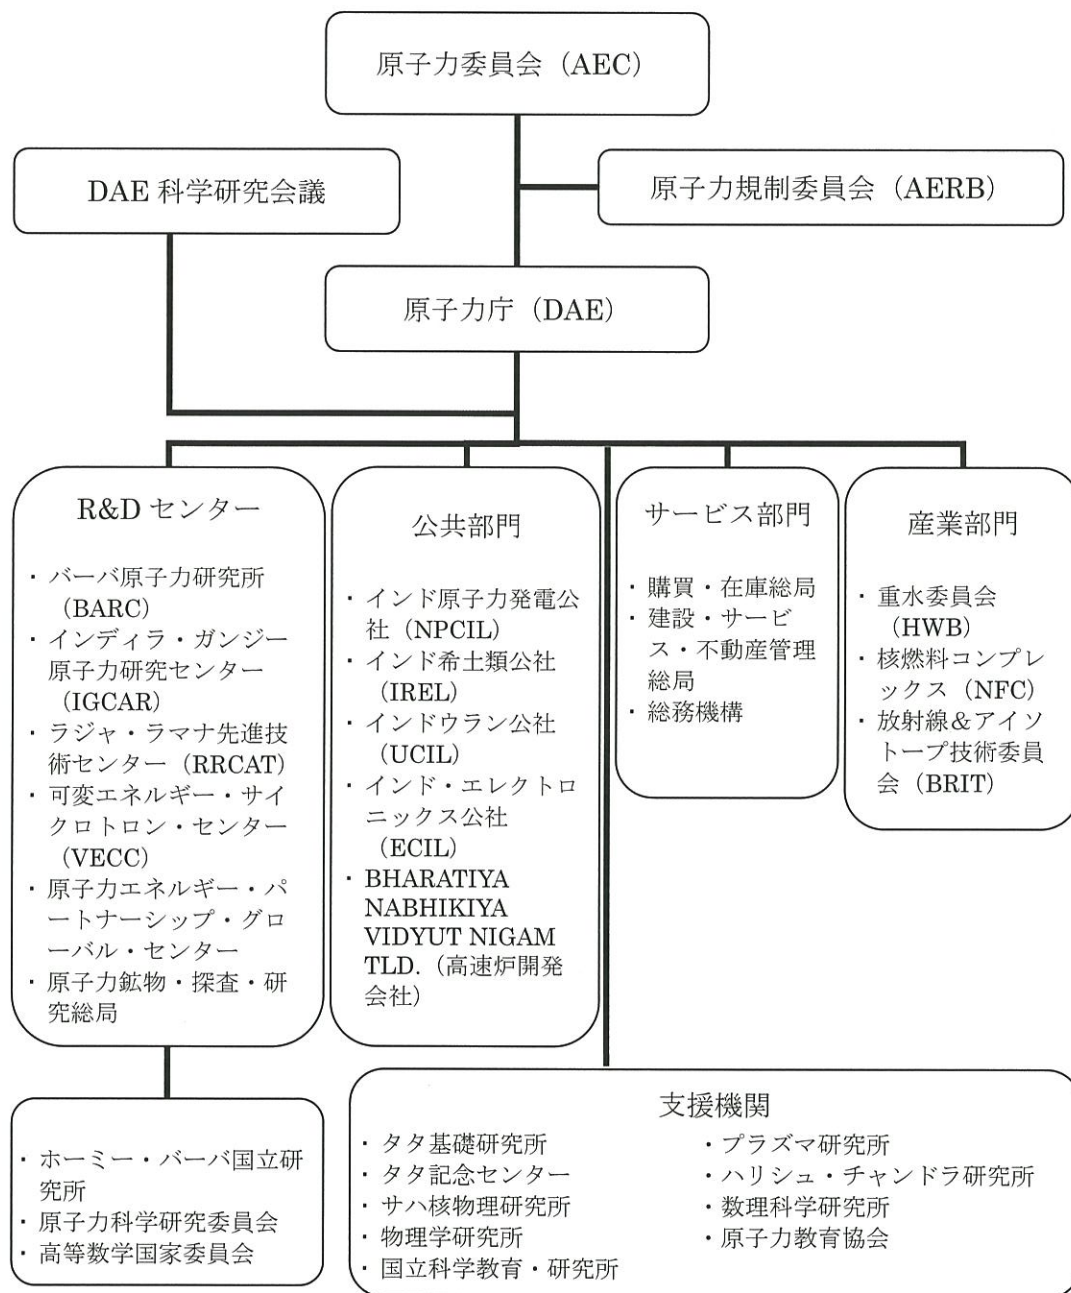 原子力委員会（AEC）
DAE 科学研究会議
原子力規制委員会（AERB）
原子力庁（DAE）
R&D センター
・バーバ原子力研究所
（BARC）
・インディラ・ガンジー
原子力研究センター
（IGCAR）
・ラジャ・ラマナ先進技
術センター（RRCAT）
・可変エネルギー・サイ
クロトロン・センター
（VECC）
・原子力エネルギー・パ
ートナーシップ・グロ
ーバル・センター
・原子力鉱物・探査・研
究総局
公共部門
・インド原子力発電公
社（NPCIL）
・インド希土類公社
（IREL）
・インドウラン公社
（UCIL）
・インド・エレクトロ
ニックス公社
（ECIL）
・BHARATIYA
NABHIKIYA
VIDYUT NIGAM
TLD.（高速炉開発
会社）
サービス部門
・購買・在庫総局
・建設・サービ
ス・不動産管理
総局
・総務機構
産業部門
・重水委員会
（HWB）
・核燃料コンプレ
ックス（NFC）
・放射線＆アイソ
トープ技術委員
会（BRIT）
・ホーミー・バーバ国立研
究所
・原子力科学研究委員会
・高等数学国家委員会
支援機関
・タタ基礎研究所
・タタ記念センター
・サハ核物理研究所
・物理学研究所
・国立科学教育・研究所
・プラズマ研究所
・ハリシュ・チャンドラ研究所
・数理科学研究所
・原子力教育協会